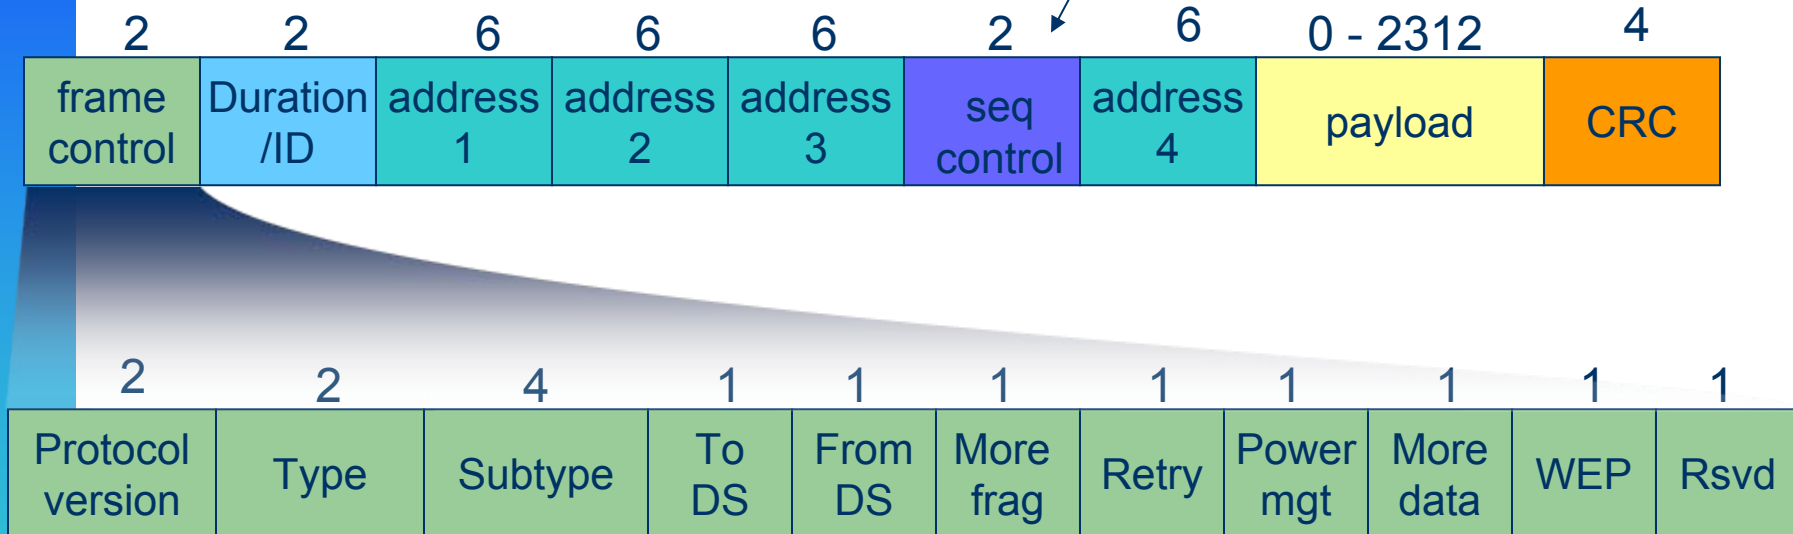 2 2 6 6 6 2 6 0 - 2312 4
frame control
Duration /ID
address 1
address 2
address 3
seq control
address 4
payload
CRC
2 2 4 1 1 1 1 1 1 1 1
Protocol version
Type
Subtype
To DS
From DS
More frag
Retry
Power mgt
More data
WEP
Rsvd